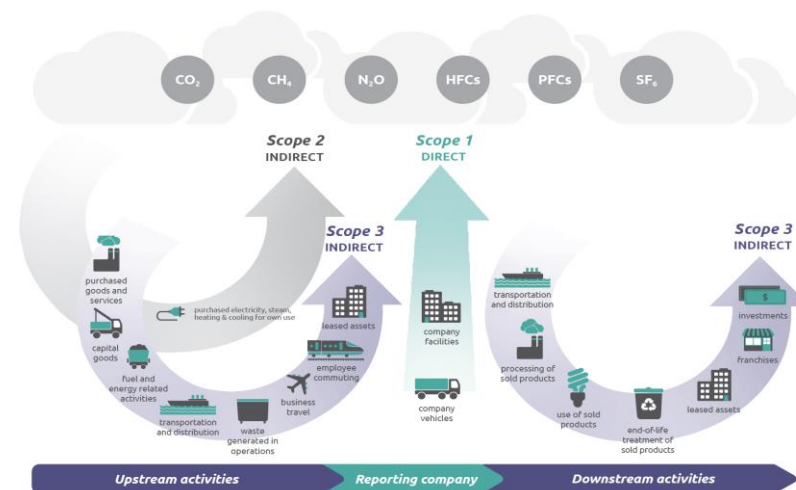 CO₂
CH₄
N₂O
HFCs
PFCs
SF₆
Scope 2
INDIRECT
Scope 1
DIRECT
Scope 3
INDIRECT
Scope 3
INDIRECT
purchased
goods and
services
capital
goods
fuel and
energy related
activities
transportation
and distribution
waste
generated in
operations
business
travel
employee
commuting
leased assets
purchased electricity, steam,
heating & cooling for own use
company
facilities
company
vehicles
transportation
and distribution
processing of
sold products
use of sold
products
end-of-life
treatment of
sold products
leased assets
franchises
$
investments
Upstream activities
Reporting company
Downstream activities